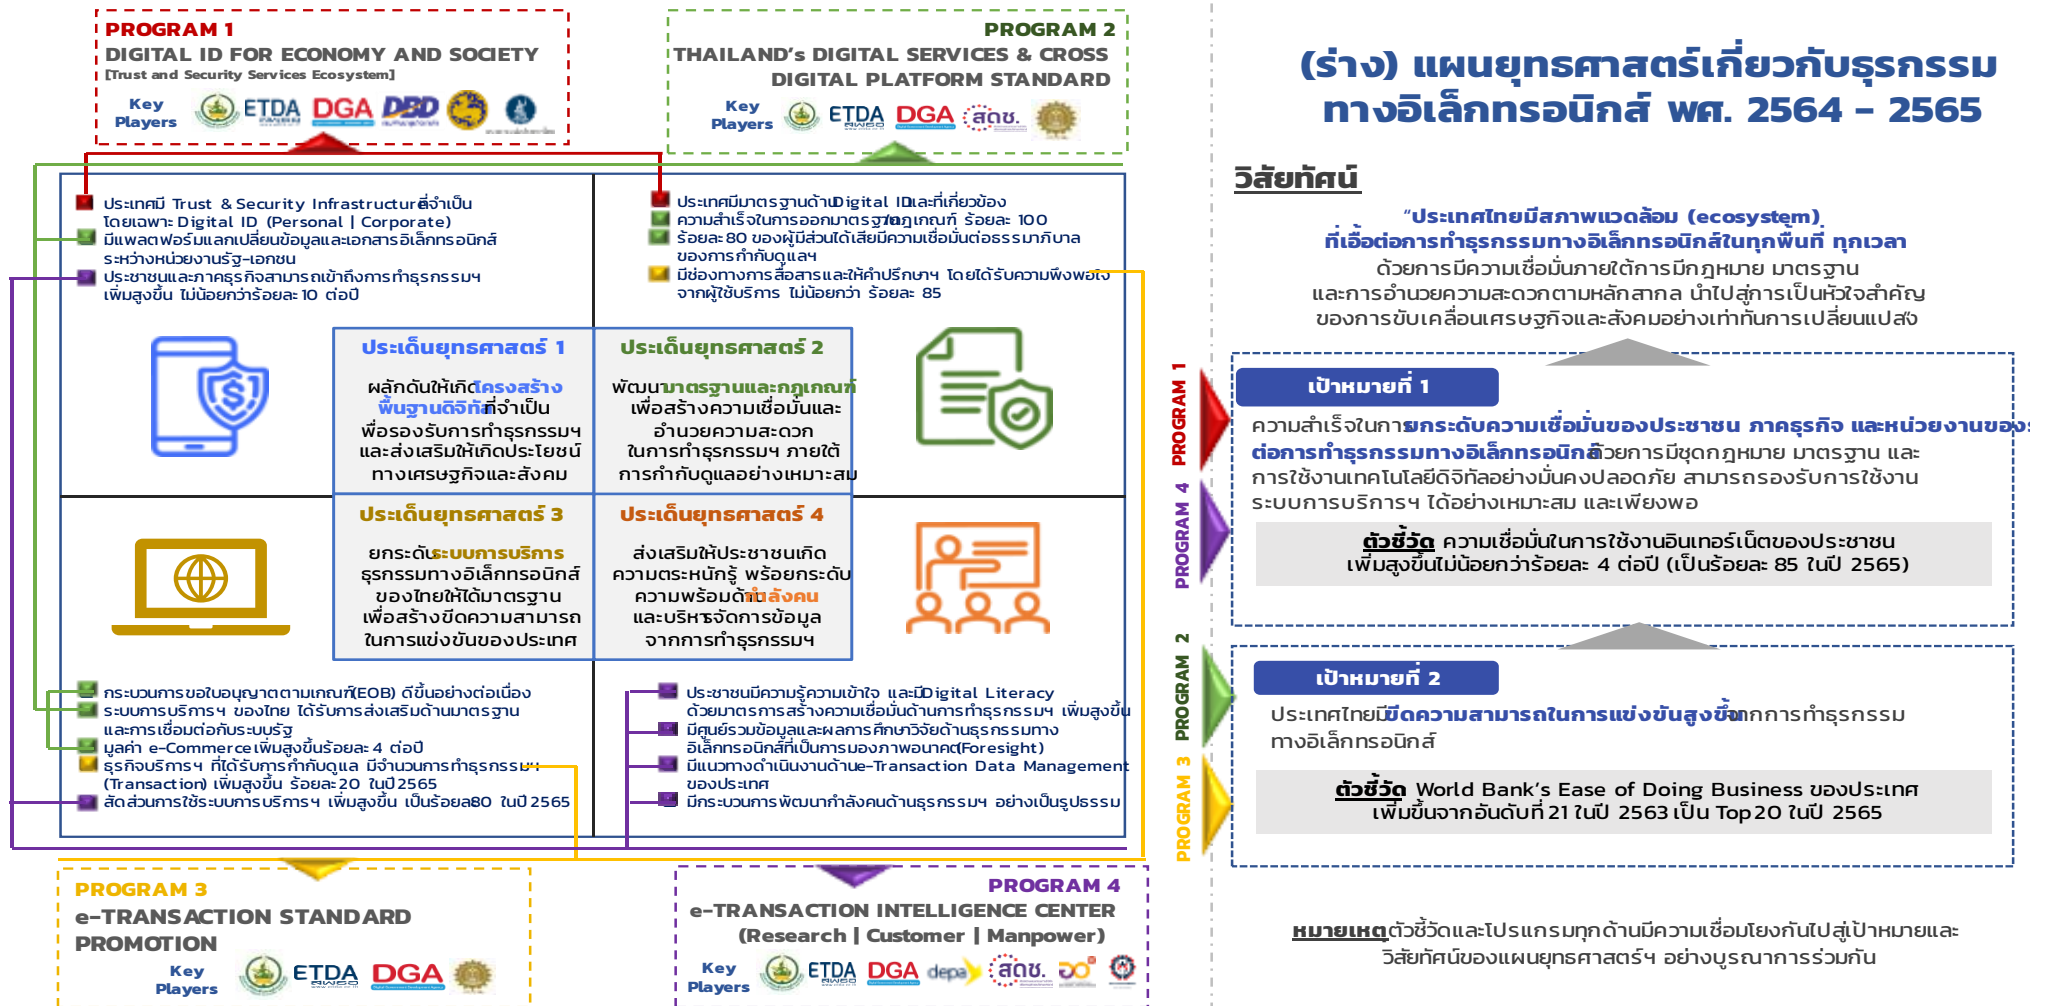 PROGRAM 1
DIGITAL ID FOR ECONOMY AND SOCIETY
[Trust and Security Services Ecosystem]
Key
Players
ETDA
DGA
DBD
PROGRAM 2
THAILAND's DIGITAL SERVICES & CROSS
DIGITAL PLATFORM STANDARD
Key
Players
ETDA
DGA
สดช.
ประเทศมี Trust & Security Infrastructure ที่จำเป็น
โดยเฉพาะ Digital ID (Personal | Corporate)
มีแพลตฟอร์มแลกเปลี่ยนข้อมูลและเอกสารอิเล็กทรอนิกส์
ระหว่างหน่วยงานรัฐ-เอกชน
ประชาชนและภาคธุรกิจสามารถเข้าถึงการทำธุรกรรมฯ
เพิ่มสูงขึ้น ไม่น้อยกว่าร้อยละ 10 ต่อปี
ประเทศมีมาตรฐานด้าน Digital ID และที่เกี่ยวข้อง
ความสำเร็จในการออกมาตรฐาน/กฎเกณฑ์ ร้อยละ 100
ร้อยละ 80 ของผู้มีส่วนได้เสียมีความเชื่อมั่นต่อธรรมาภิบาล
ของการกำกับดูแลฯ
มีช่องทางการสื่อสารและให้คำปรึกษาฯ โดยได้รับความพึงพอใจ
จากผู้ใช้บริการ ไม่น้อยกว่า ร้อยละ 85
ประเด็นยุทธศาสตร์ 1
ผลักดันให้เกิดโครงสร้าง
พื้นฐานดิจิทัลที่จำเป็น
พื่อรองรับการทำธุรกรรมฯ
และส่งเสริมให้เกิดประโยชน์
ทางเศรษฐกิจและสังคม
ประเด็นยุทธศาสตร์ 2
พัฒนามาตรฐานและกฎเกณฑ์
เพื่อสร้างความเชื่อมั่นและ
อำนวยความสะดวก
ในการทำธุรกรรมฯ ภายใต้
การกำกับดูแลอย่างเหมาะสม
ประเด็นยุทธศาสตร์ 3
ยกระดับระบบการบริการ
ธุรกรรมทางอิเล็กทรอนิกส์
ของไทยให้ได้มาตรฐาน
เพื่อสร้างขีดความสามารถ
ในการแข่งขันของประเทศ
ประเด็นยุทธศาสตร์ 4
ส่งเสริมให้ประชาชนเกิด
ความตระหนักรู้ พร้อยกระดับ
ความพร้อมด้านกำลังคน
และบริหารจัดการข้อมูล
จากการทำธุรกรรมฯ
กระบวนการขอใบอนุญาตตามเกณฑ์ (EOB) ดีขึ้นอย่างต่อเนื่อง
ระบบการบริการฯ ของไทย ได้รับการส่งเสริมด้านมาตรฐาน
และการเชื่อมต่อกับระบบรัฐ
มูลค่า e-Commerce เพิ่มสูงขึ้นร้อยละ 4 ต่อปี
ธุรกิจบริการฯ ที่ได้รับการกำกับดูแล มีจำนวนการทำธุรกรรมฯ
(Transaction) เพิ่มสูงขึ้น ร้อยละ 20 ในปี 2565
สัดส่วนการใช้ระบบการบริการฯ เพิ่มสูงขึ้น เป็นร้อยละ 80 ในปี 2565
ประชาชนมีความรู้ความเข้าใจ และมี Digital Literacy
ด้วยมาตรการสร้างความเชื่อมั่นด้านการทำธุรกรรมฯ เพิ่มสูงขึ้น
มีศูนย์รวมข้อมูลและผลการศึกษาวิจัยด้านธุรกรรมทาง
อิเล็กทรอนิกส์ที่เป็นการมองภาพอนาคต (Foresight)
มีแนวทางดำเนินงานด้าน e-Transaction Data Management
ของประเทศ
มีกระบวนการพัฒนากำลังคนด้านธุรกรรมฯ อย่างเป็นรูปธรรม
PROGRAM 3
e-TRANSACTION STANDARD
PROMOTION
Key
Players
ETDA
DGA
PROGRAM 4
e-TRANSACTION INTELLIGENCE CENTER
(Research | Customer | Manpower)
Key
Players
ETDA
DGA
depa
สดช.
(ร่าง) แผนยุทธศาสตร์เกี่ยวกับธุรกรรม
ทางอิเล็กทรอนิกส์ พศ. 2564 – 2565
วิสัยทัศน์
“ประเทศไทยมีสภาพแวดล้อม (ecosystem)
ที่เอื้อต่อการทำธุรกรรมทางอิเล็กทรอนิกส์ในทุกพื้นที่ ทุกเวลา
ด้วยการมีความเชื่อมั่นภายใต้การมีกฎหมาย มาตรฐาน
และการอำนวยความสะดวกตามหลักสากล นำไปสู่การเป็นหัวใจสำคัญ
ของการขับเคลื่อนเศรษฐกิจและสังคมอย่างเท่าทันการเปลี่ยนแปลง”
PROGRAM 1
PROGRAM 4
เป้าหมายที่ 1
ความสำเร็จในการยกระดับความเชื่อมั่นของประชาชน ภาคธุรกิจ และหน่วยงานของร
ต่อการทำธุรกรรมทางอิเล็กทรอนิกส์ ด้วยการมีชุดกฎหมาย มาตรฐาน และ
การใช้งานเทคโนโลยีดิจิทัลอย่างมั่นคงปลอดภัย สามารถรองรับการใช้งาน
ระบบการบริการฯ ได้อย่างเหมาะสม และเพียงพอ
ตัวชี้วัด: ความเชื่อมั่นในการใช้งานอินเทอร์เน็ตของประชาชน
เพิ่มสูงขึ้นไม่น้อยกว่าร้อยละ 4 ต่อปี (เป็นร้อยละ 85 ในปี 2565)
PROGRAM 2
PROGRAM 3
เป้าหมายที่ 2
ประเทศไทยมีขีดความสามารถในการแข่งขันสูงขึ้นจากการทำธุรกรรม
ทางอิเล็กทรอนิกส์
ตัวชี้วัด: World Bank’s Ease of Doing Business ของประเทศ
เพิ่มขึ้นจากอันดับที่ 21 ในปี 2563 เป็น Top 20 ในปี 2565
หมายเหตุ ตัวชี้วัดและโปรแกรมทุกด้านมีความเชื่อมโยงกันไปสู่เป้าหมายและ
วิสัยทัศน์ของแผนยุทธศาสตร์ฯ อย่างบูรณาการร่วมกัน